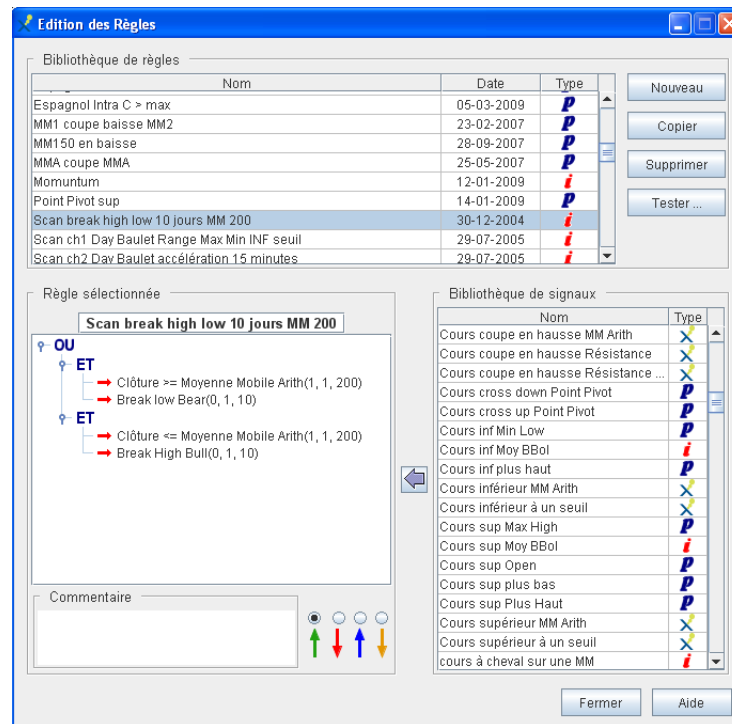 Edition des Règles
Bibliothèque de règles
Nom Date Type
Espagnol Intra C > max 05-03-2009 P
MM1 coupe baisse MM2 23-02-2007 P
MM150 en baisse 28-09-2007 P
MMA coupe MMA 25-05-2007 P
Momuntum 12-01-2009 i
Point Pivot sup 14-01-2009 P
Scan break high low 10 jours MM 200 30-12-2004 i
Scan ch1 Day Baulet Range Max Min INF seuil 29-07-2005 i
Scan ch2 Day Baulet accélération 15 minutes 29-07-2005 i
Nouveau
Copier
Supprimer
Tester ...
Règle sélectionnée
Scan break high low 10 jours MM 200
OU
ET
Clôture >= Moyenne Mobile Arith(1, 1, 200)
Break low Bear(0, 1, 10)
ET
Clôture <= Moyenne Mobile Arith(1, 1, 200)
Break High Bull(0, 1, 10)
Commentaire
Bibliothèque de signaux
Nom Type
Cours coupe en hausse MM Arith
Cours coupe en hausse Résistance
Cours coupe en hausse Résistance ...
Cours cross down Point Pivot P
Cours cross up Point Pivot P
Cours inf Min Low P
Cours inf Moy BBol i
Cours inf plus haut P
Cours inférieur MM Arith
Cours inférieur à un seuil
Cours sup Max High P
Cours sup Moy BBol i
Cours sup Open P
Cours sup plus bas P
Cours sup Plus Haut P
Cours supérieur MM Arith
Cours supérieur à un seuil
cours à cheval sur une MM i
Fermer
Aide